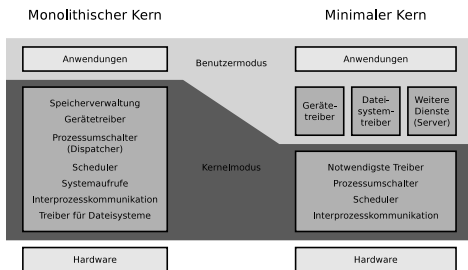 Monolithischer Kern
Minimaler Kern
Anwendungen
Benutzermodus
Anwendungen
Speicherverwaltung
Gerätetreiber
Prozessumschalter
(Dispatcher)
Scheduler
Systemaufrufe
Interprozesskommunikation
Treiber für Dateisysteme
Kernelmodus
Geräte-
treiber
Datei-
system-
treiber
Weitere
Dienste
(Server)
Notwendigste Treiber
Prozessumschalter
Scheduler
Interprozesskommunikation
Hardware
Hardware